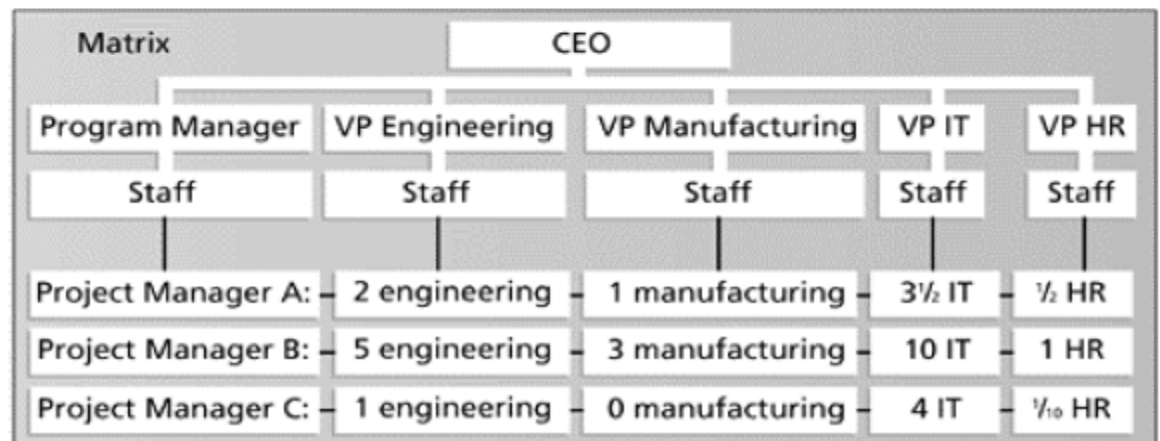 Matrix
CEO
Program Manager VP Engineering VP Manufacturing VP IT VP HR
Staff Staff Staff Staff Staff
Project Manager A: – 2 engineering – 1 manufacturing – 3½ IT – ½ HR
Project Manager B: – 5 engineering – 3 manufacturing – 10 IT – 1 HR
Project Manager C: – 1 engineering – 0 manufacturing – 4 IT – ⅒ HR